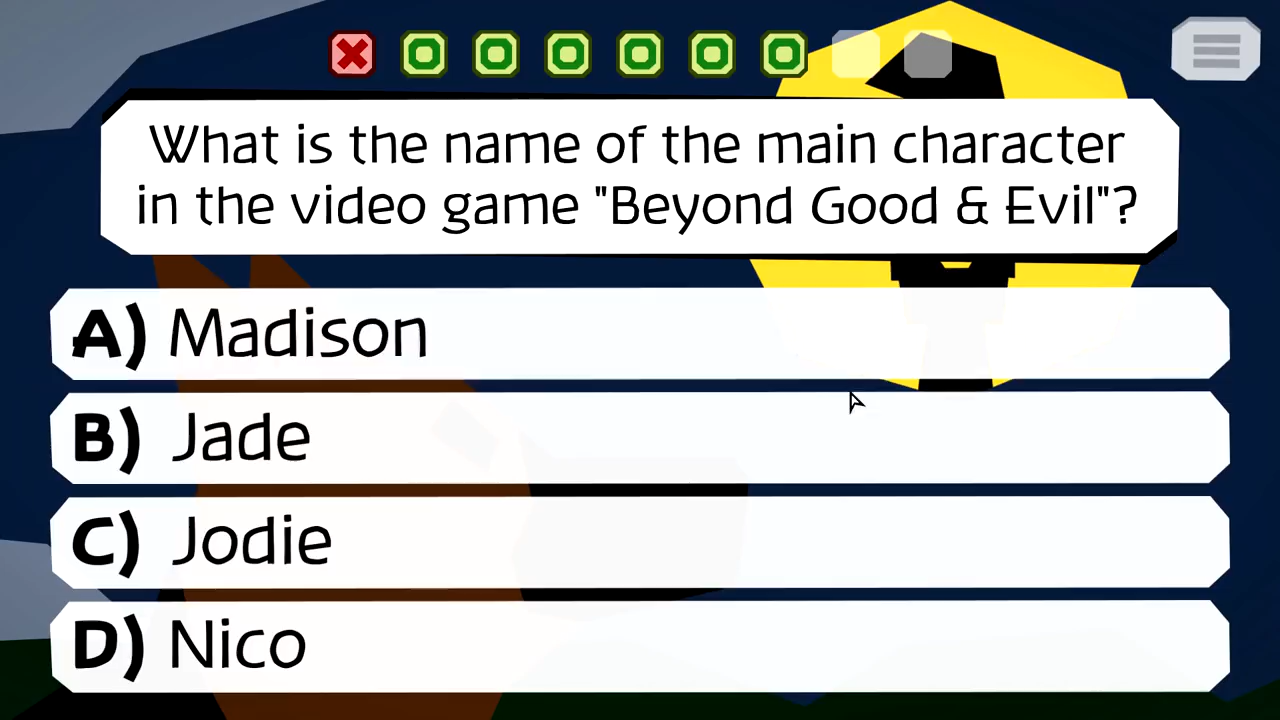 What is the name of the main character
in the video game "Beyond Good & Evil"?
A) Madison
B) Jade
C) Jodie
D) Nico